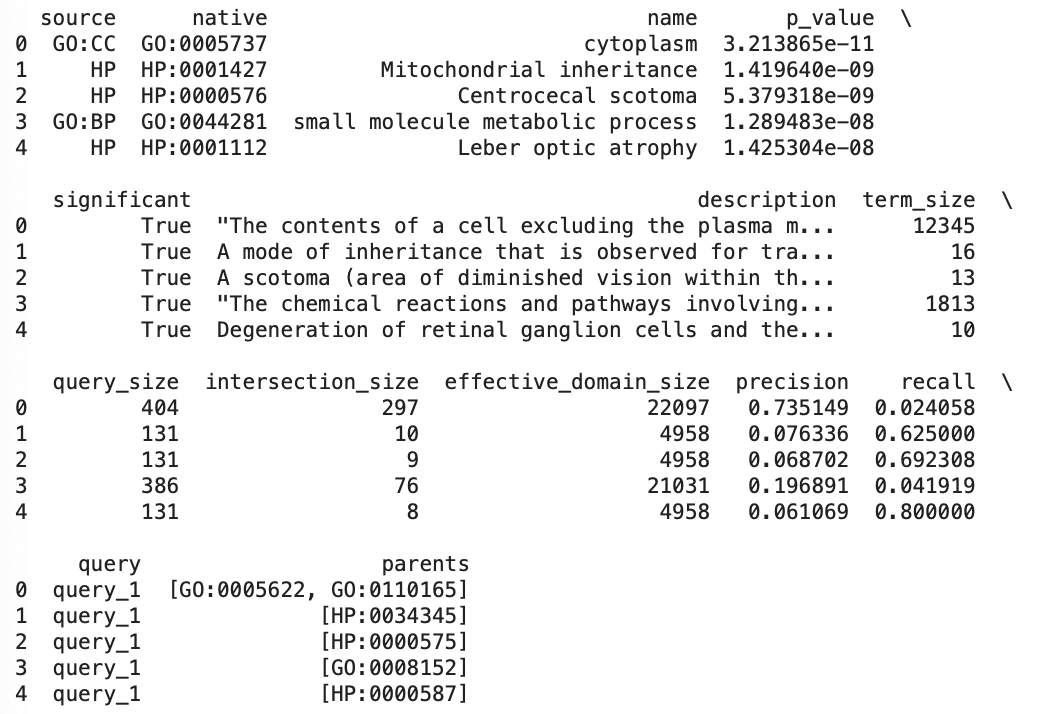 source native name p_value \
0 GO:CC GO:0005737 cytoplasm 3.213865e-11
1 HP HP:0001427 Mitochondrial inheritance 1.419640e-09
2 HP HP:0000576 Centrocecal scotoma 5.379318e-09
3 GO:BP GO:0044281 small molecule metabolic process 1.289483e-08
4 HP HP:0001112 Leber optic atrophy 1.425304e-08
significant description term_size \
0 True "The contents of a cell excluding the plasma m... 12345
1 True A mode of inheritance that is observed for tra... 16
2 True A scotoma (area of diminished vision within th... 13
3 True "The chemical reactions and pathways involving... 1813
4 True Degeneration of retinal ganglion cells and the... 10
query_size intersection_size effective_domain_size precision recall \
0 404 297 22097 0.735149 0.024058
1 131 10 4958 0.076336 0.625000
2 131 9 4958 0.068702 0.692308
3 386 76 21031 0.196891 0.041919
4 131 8 4958 0.061069 0.800000
query parents
0 query_1 [GO:0005622, GO:0110165]
1 query_1 [HP:0034345]
2 query_1 [HP:0000575]
3 query_1 [GO:0008152]
4 query_1 [HP:0000587]